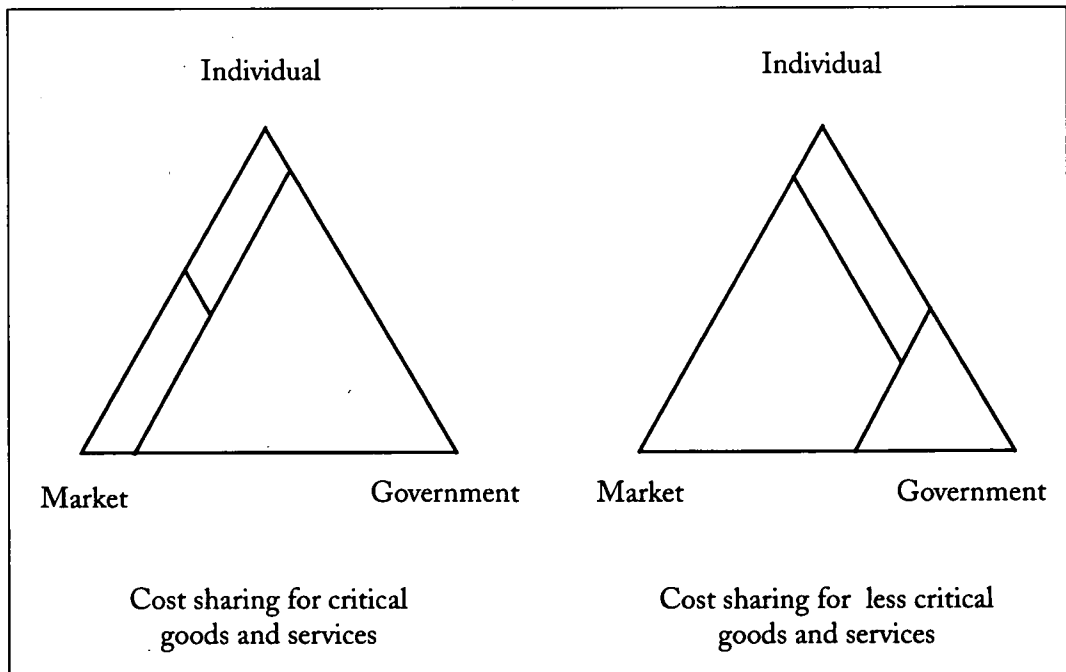 Individual
Market
Government
Cost sharing for critical
goods and services
Individual
Market
Government
Cost sharing for less critical
goods and services